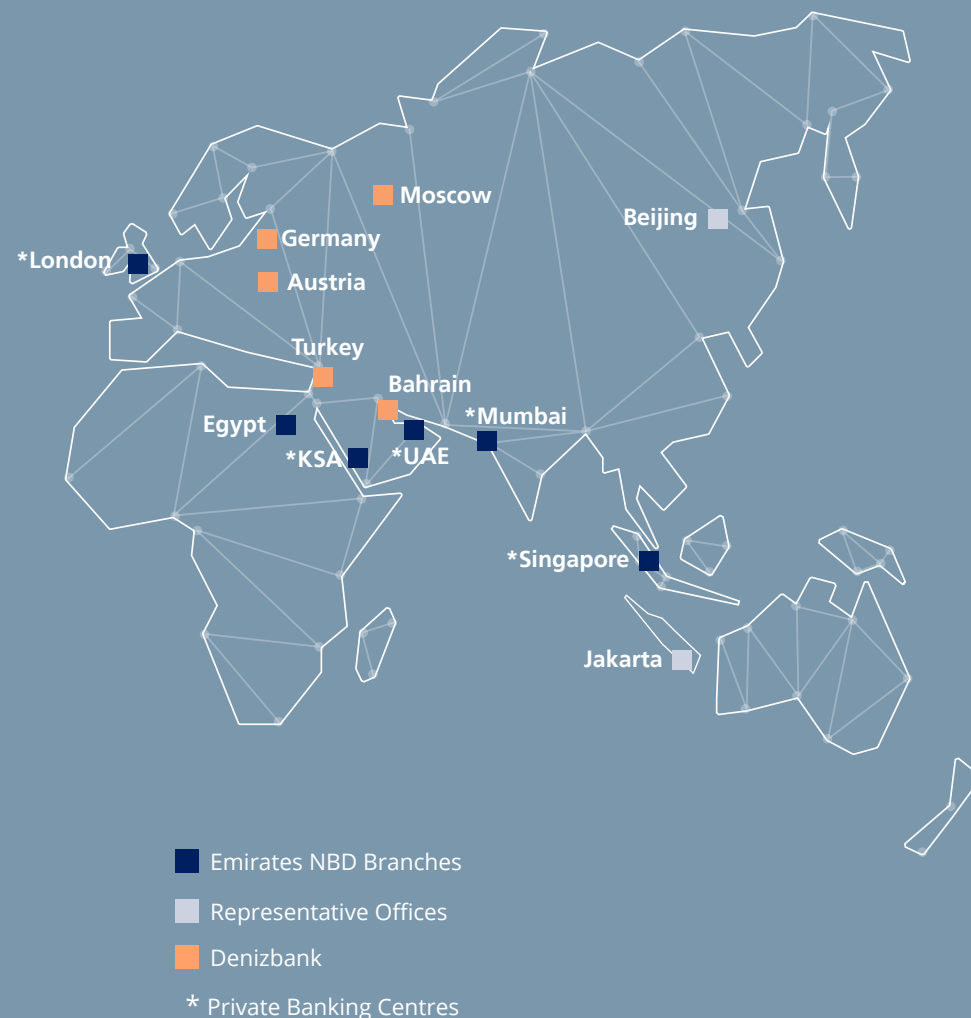 Moscow
Beijing
Germany
*London
Austria
Turkey
Bahrain
*Mumbai
Egypt
*KSA
*UAE
*Singapore
Jakarta
Emirates NBD Branches
Representative Offices
Denizbank
* Private Banking Centres